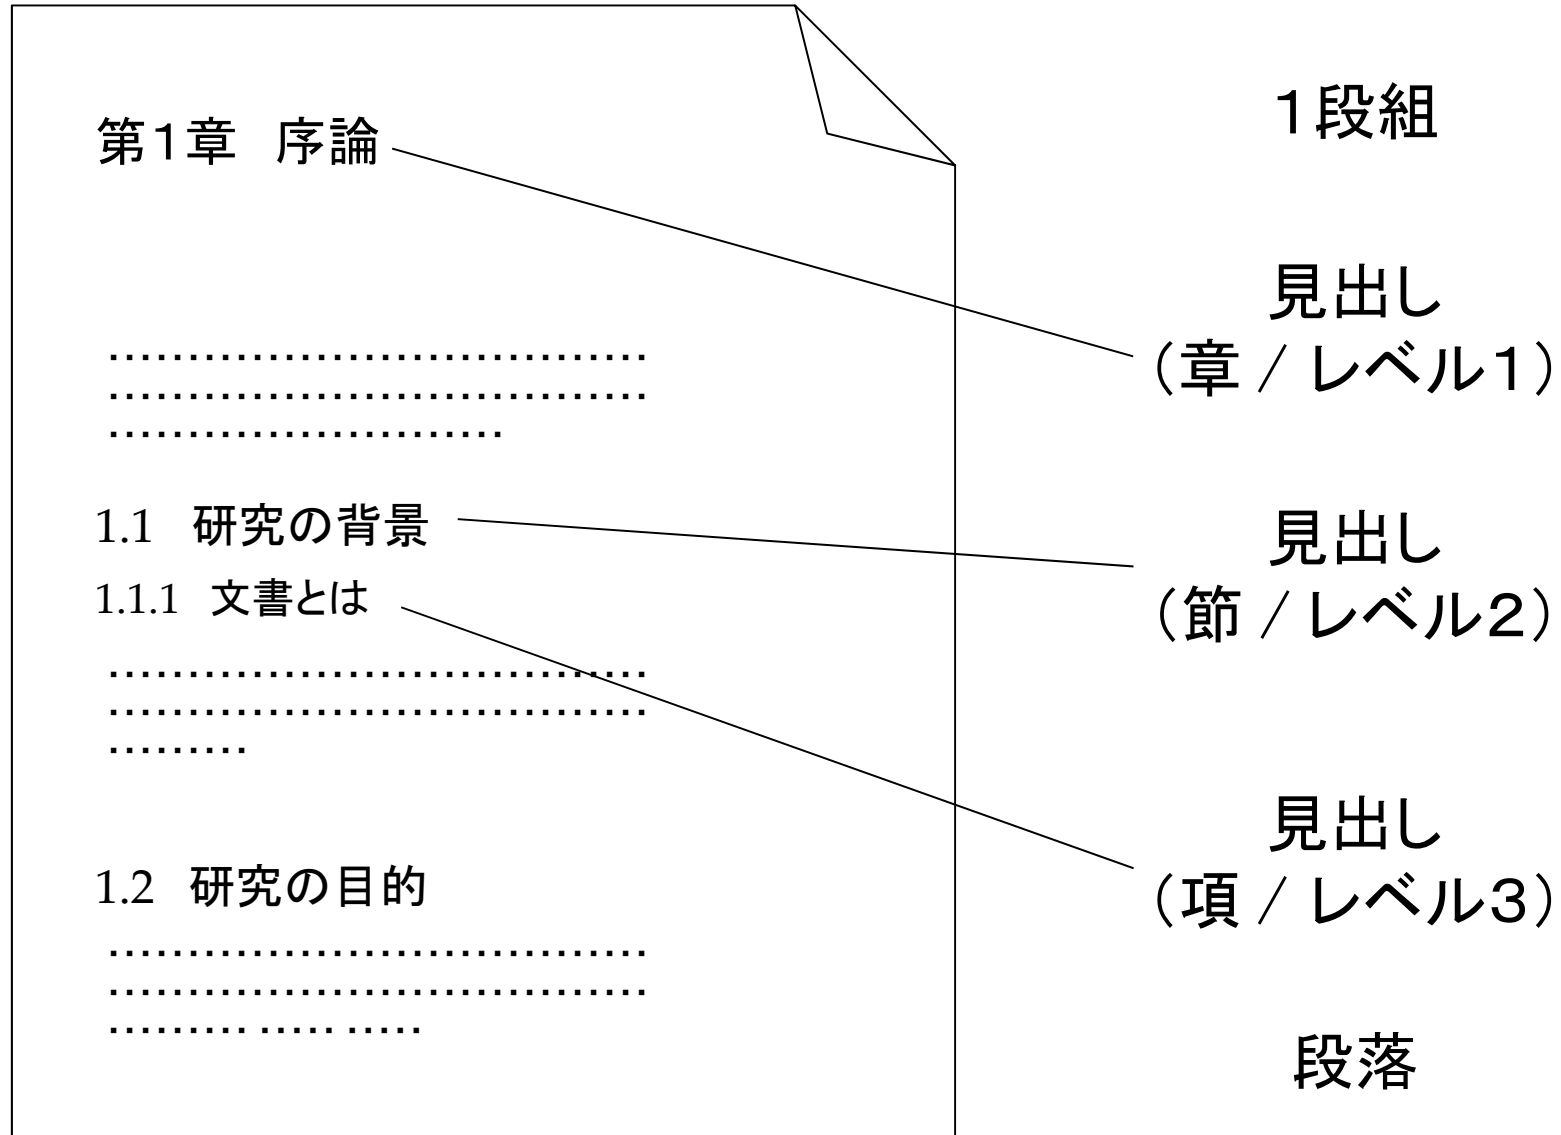 第１章　序論
1.1　研究の背景
1.1.1　文書とは
1.2　研究の目的
１段組
見出し
（章 / レベル１）
見出し
（節 / レベル２）
見出し
（項 / レベル３）
段落